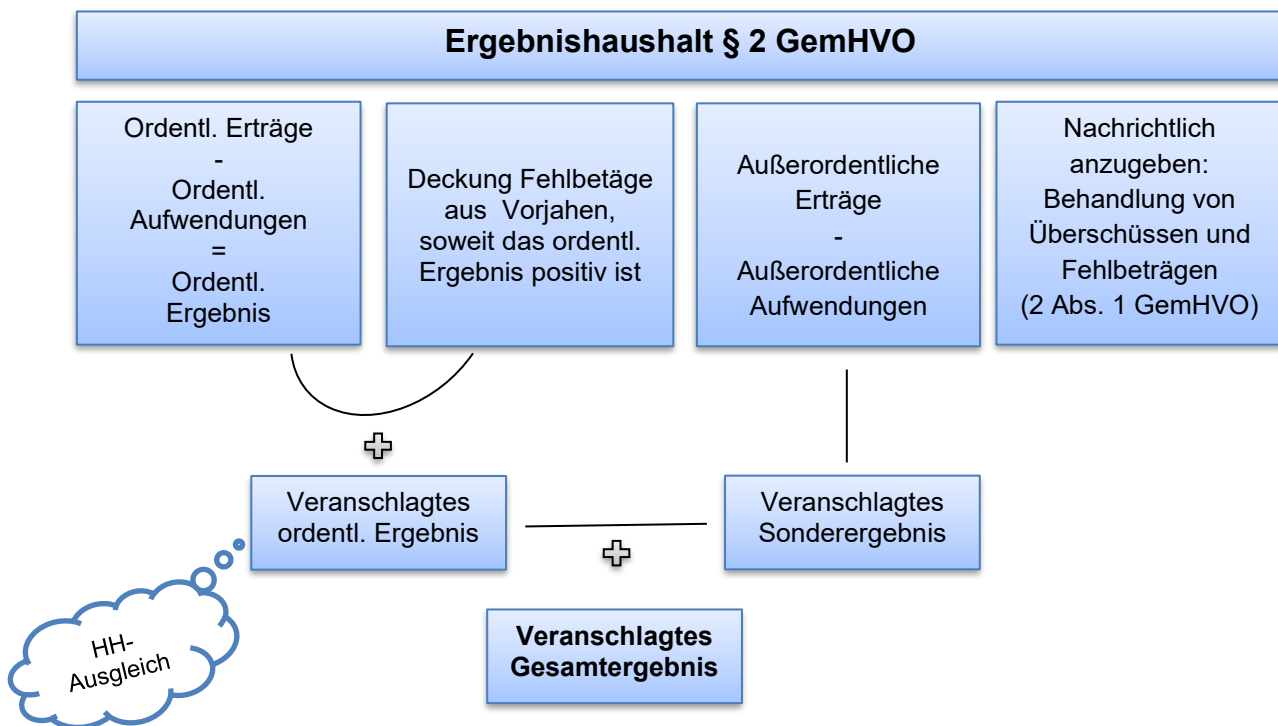 Ergebnishaushalt § 2 GemHVO
Ordentl. Erträge
-
Ordentl.
Aufwendungen
=
Ordentl.
Ergebnis
Deckung Fehlbetäge
aus Vorjahen,
soweit das ordentl.
Ergebnis positiv ist
Außerordentliche
Erträge
-
Außerordentliche
Aufwendungen
Nachrichtlich
anzugeben:
Behandlung von
Überschüssen und
Fehlbeträgen
(2 Abs. 1 GemHVO)
Veranschlagtes
ordentl. Ergebnis
Veranschlagtes
Sonderergebnis
HH-
Ausgleich
Veranschlagtes
Gesamtergebnis